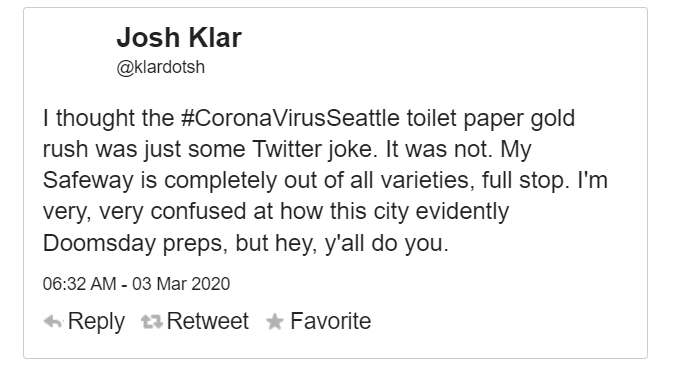 Josh Klar
@klardotsh
I thought the #CoronaVirusSeattle toilet paper gold
rush was just some Twitter joke. It was not. My
Safeway is completely out of all varieties, full stop. I'm
very, very confused at how this city evidently
Doomsday preps, but hey, y'all do you.
06:32 AM - 03 Mar 2020
Reply Retweet Favorite